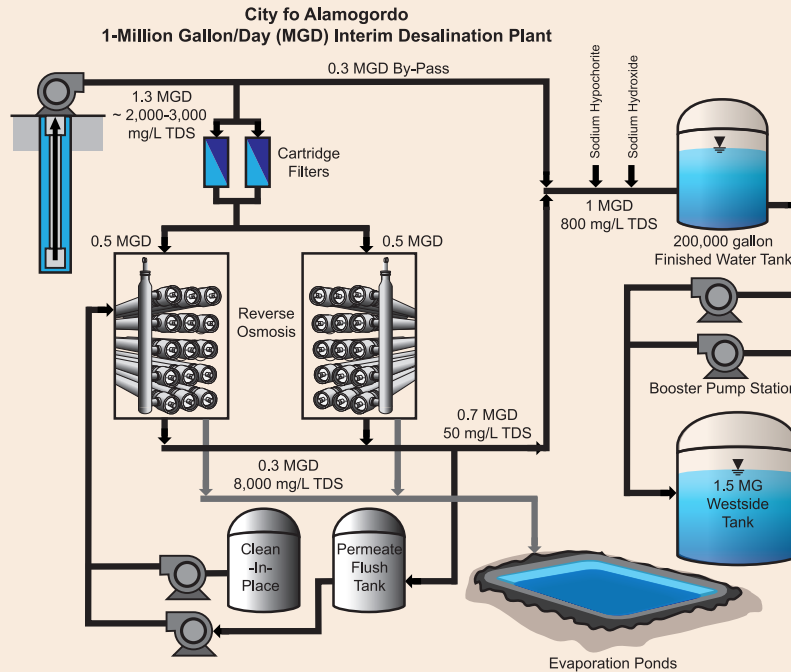 City fo Alamogordo
1-Million Gallon/Day (MGD) Interim Desalination Plant
0.3 MGD By-Pass
1.3 MGD
~ 2,000-3,000
mg/L TDS
Cartridge
Filters
Sodium Hypochorite
Sodium Hydroxide
1 MGD
800 mg/L TDS
200,000 gallon
Finished Water Tank
0.5 MGD
0.5 MGD
Reverse
Osmosis
Booster Pump Station
0.7 MGD
50 mg/L TDS
0.3 MGD
8,000 mg/L TDS
1.5 MG
Westside
Tank
Clean
-In-
Place
Permeate
Flush
Tank
Evaporation Ponds